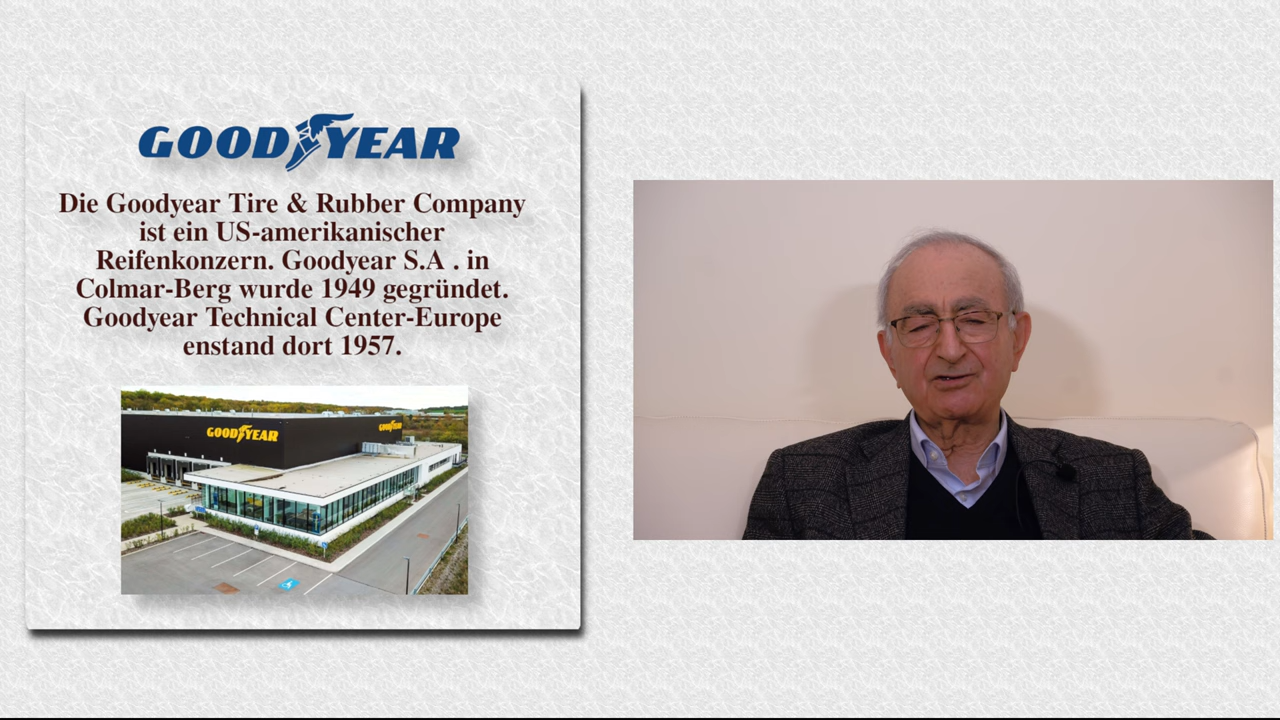 GOODYEAR
Die Goodyear Tire & Rubber Company
ist ein US-amerikanischer
Reifenkonzern. Goodyear S.A . in
Colmar-Berg wurde 1949 gegründet.
Goodyear Technical Center-Europe
enstand dort 1957.
GOODYEAR
GOODYEAR